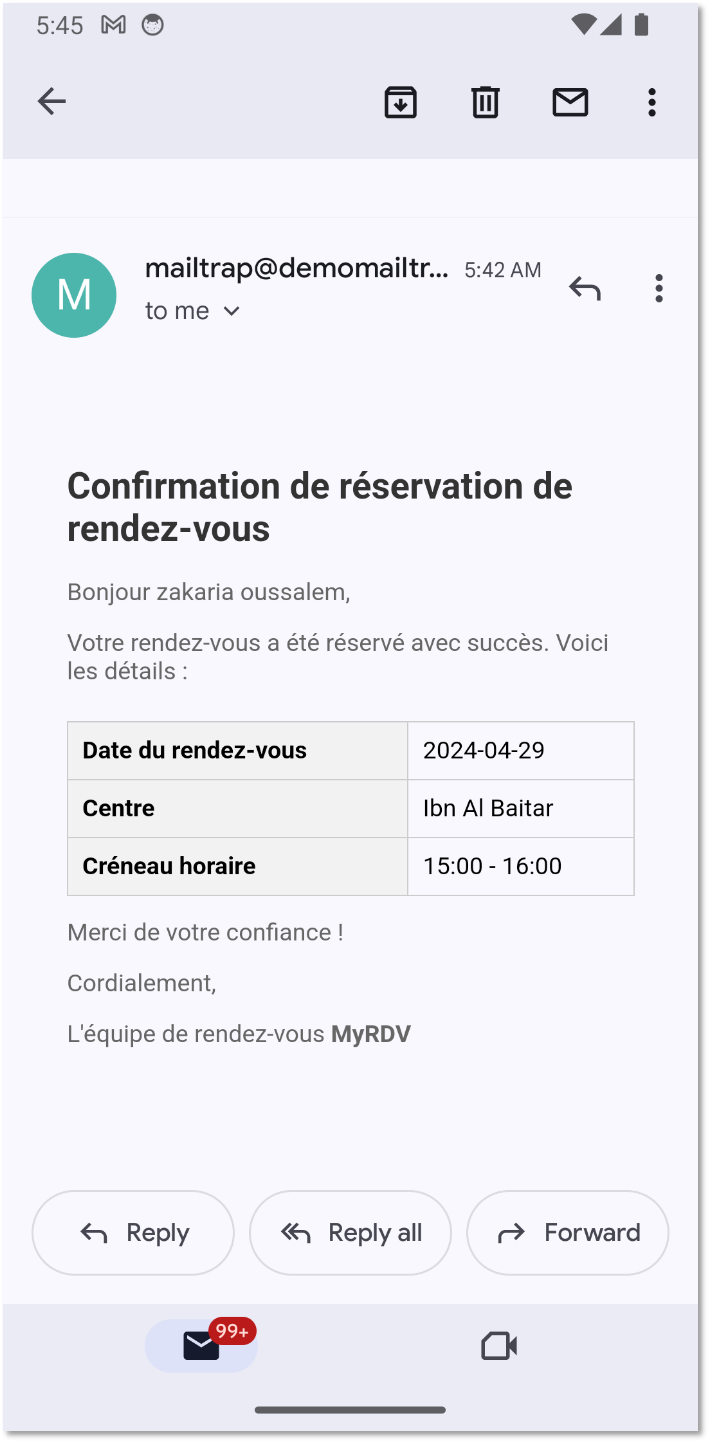 5:45
mailtrap@demomailtr... 5:42 AM
to me
M
Confirmation de réservation de
rendez-vous
Bonjour zakaria oussalem,
Votre rendez-vous a été réservé avec succès. Voici
les détails :
Date du rendez-vous 2024-04-29
Centre Ibn Al Baitar
Créneau horaire 15:00 - 16:00
Merci de votre confiance !
Cordialement,
L'équipe de rendez-vous MyRDV
Reply Reply all Forward
99+